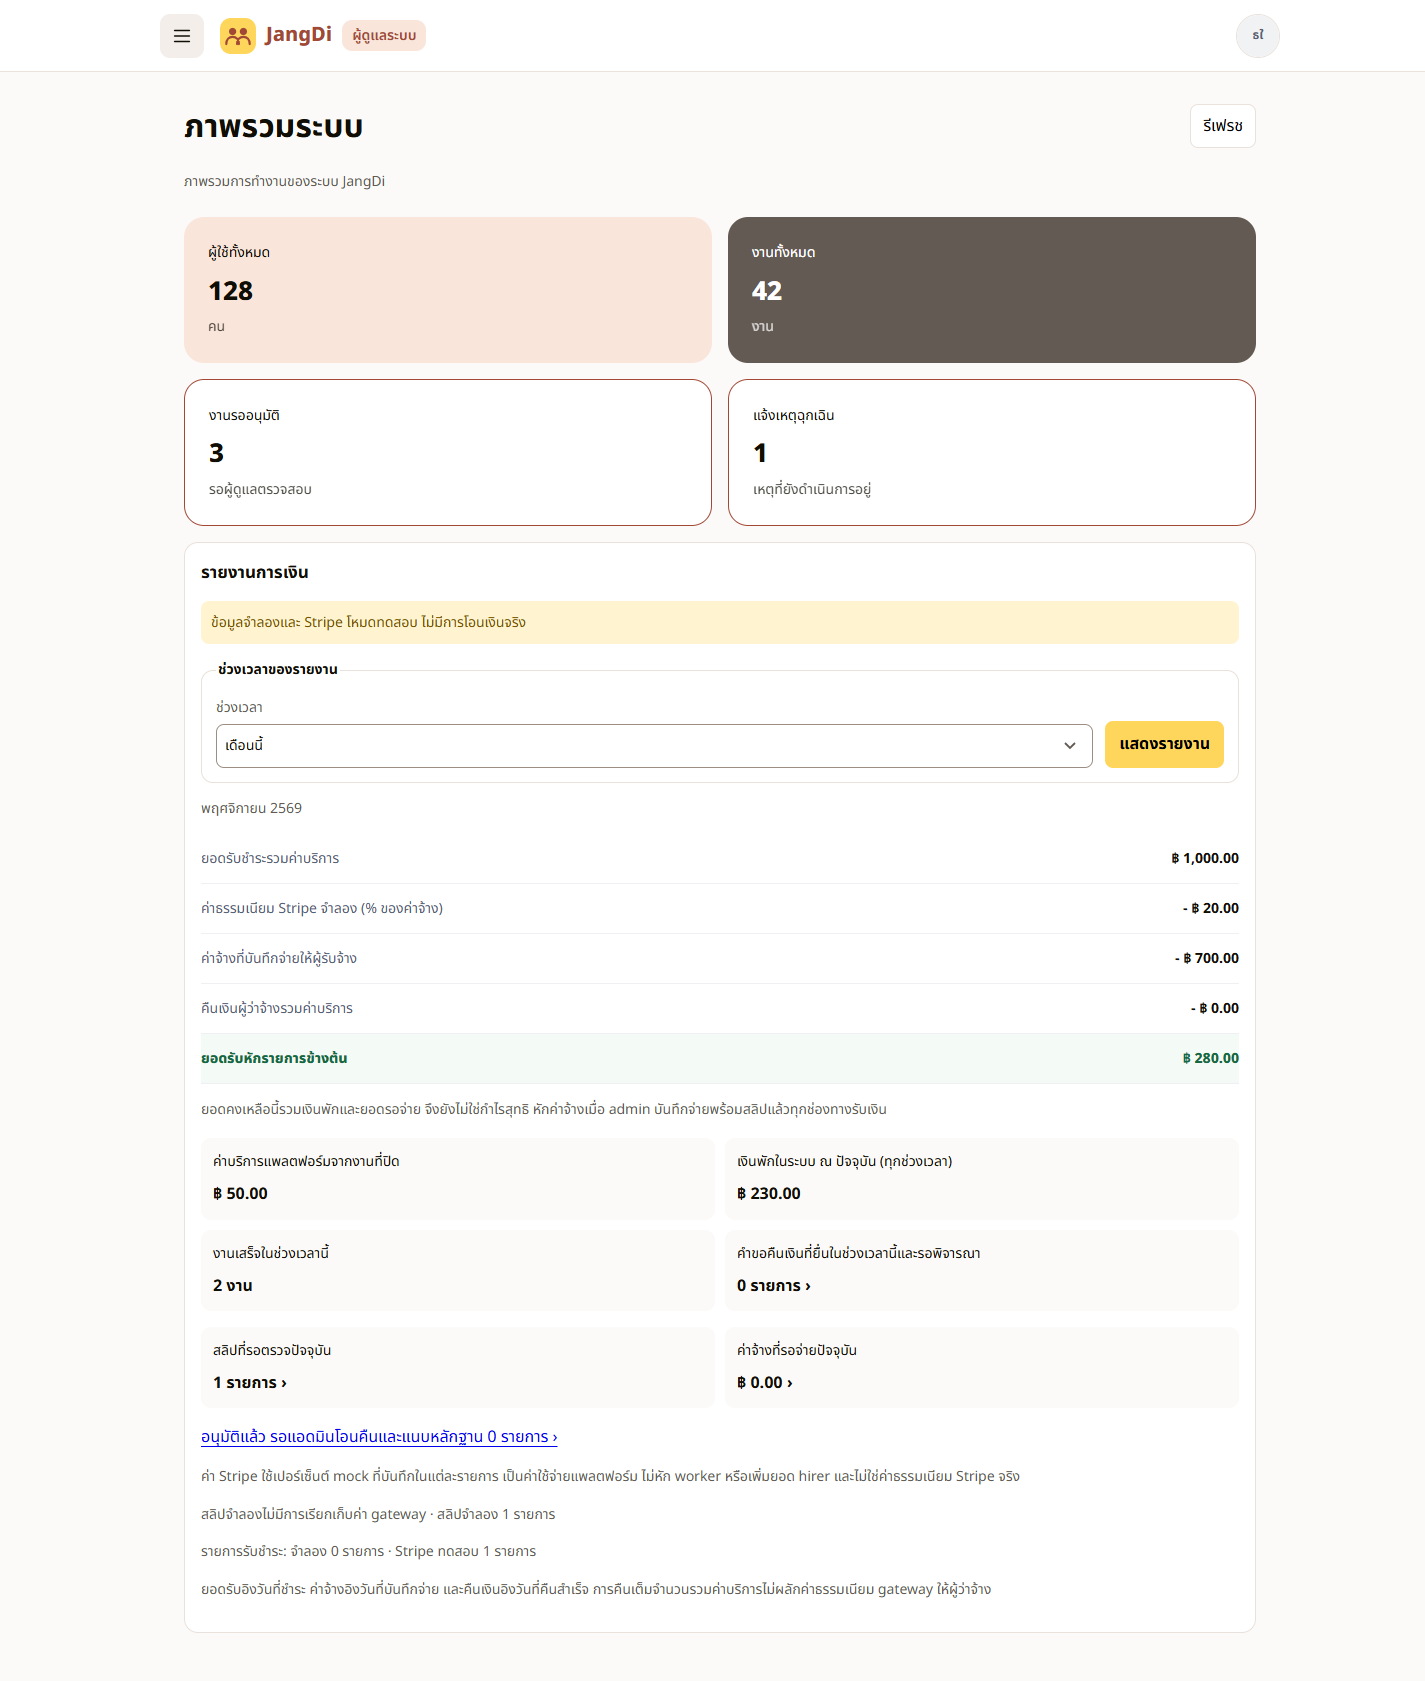 JangDi
ผู้ดูแลระบบ
ธใ
ภาพรวมระบบ
รีเฟรช
ภาพรวมการทำงานของระบบ JangDi
ผู้ใช้ทั้งหมด
128
คน
งานทั้งหมด
42
งาน
งานรออนุมัติ
3
รอผู้ดูแลตรวจสอบ
แจ้งเหตุฉุกเฉิน
1
เหตุที่ยังดำเนินการอยู่
รายงานการเงิน
ข้อมูลจำลองและ Stripe โหมดทดสอบ ไม่มีการโอนเงินจริง
ช่วงเวลาของรายงาน
ช่วงเวลา
เดือนนี้
แสดงรายงาน
พฤศจิกายน 2569
ยอดรับชำระรวมค่าบริการ ฿ 1,000.00
ค่าธรรมเนียม Stripe จำลอง (% ของค่าจ้าง) - ฿ 20.00
ค่าจ้างที่บันทึกจ่ายให้ผู้รับจ้าง - ฿ 700.00
คืนเงินผู้ว่าจ้างรวมค่าบริการ - ฿ 0.00
ยอดรับหักรายการข้างต้น ฿ 280.00
ยอดคงเหลือนี้รวมเงินพักและยอดรอจ่าย จึงยังไม่ใช่กำไรสุทธิ หักค่าจ้างเมื่อ admin บันทึกจ่ายพร้อมสลิปแล้วทุกช่องทางรับเงิน
ค่าบริการแพลตฟอร์มจากงานที่ปิด
฿ 50.00
เงินพักในระบบ ณ ปัจจุบัน (ทุกช่วงเวลา)
฿ 230.00
งานเสร็จในช่วงเวลานี้
2 งาน
คำขอคืนเงินที่ยื่นในช่วงเวลานี้และรอพิจารณา
0 รายการ ›
สลิปที่รอตรวจปัจจุบัน
1 รายการ ›
ค่าจ้างที่รอจ่ายปัจจุบัน
฿ 0.00 ›
อนุมัติแล้ว รอแอดมินโอนคืนและแนบหลักฐาน 0 รายการ ›
ค่า Stripe ใช้เปอร์เซ็นต์ mock ที่บันทึกในแต่ละรายการ เป็นค่าใช้จ่ายแพลตฟอร์ม ไม่หัก worker หรือเพิ่มยอด hirer และไม่ใช่ค่าธรรมเนียม Stripe จริง
สลิปจำลองไม่มีการเรียกเก็บค่า gateway · สลิปจำลอง 1 รายการ
รายการรับชำระ: จำลอง 0 รายการ · Stripe ทดสอบ 1 รายการ
ยอดรับอิงวันที่ชำระ ค่าจ้างอิงวันที่บันทึกจ่าย และคืนเงินอิงวันที่คืนสำเร็จ การคืนเต็มจำนวนรวมค่าบริการไม่ผลักค่าธรรมเนียม gateway ให้ผู้ว่าจ้าง